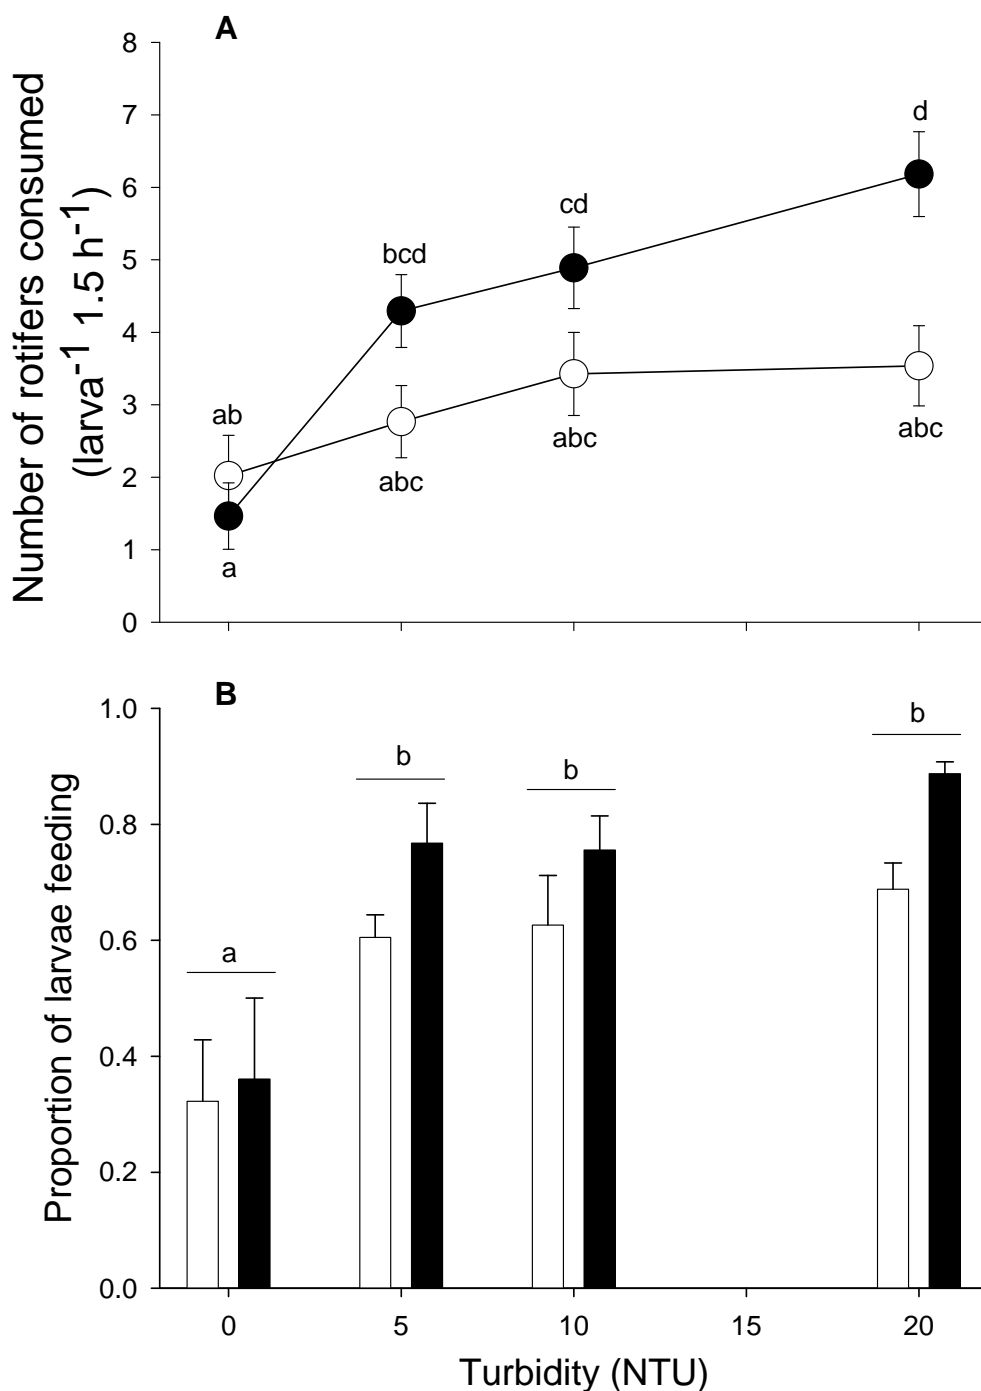 A
8
7
6
5
4
3
2
1
0
Number of rotifers consumed
(larva⁻¹ 1.5 h⁻¹)
d
cd
bcd
ab
abc
abc
abc
a
B
1.0
0.8
0.6
0.4
0.2
0.0
Proportion of larvae feeding
b
b
b
a
0 5 10 15 20
Turbidity (NTU)